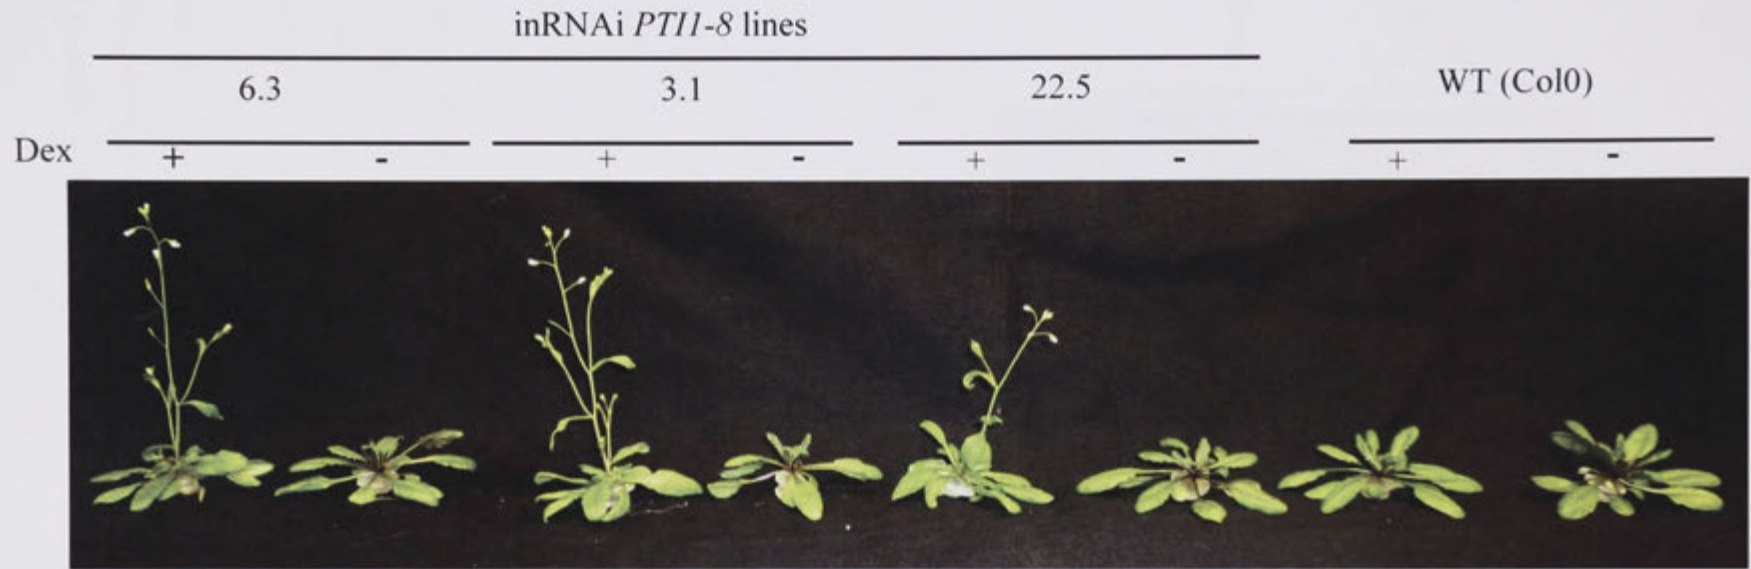 inRNAi PTI1-8 lines
6.3 3.1 22.5 WT (Col0)
Dex + - + - + - + -